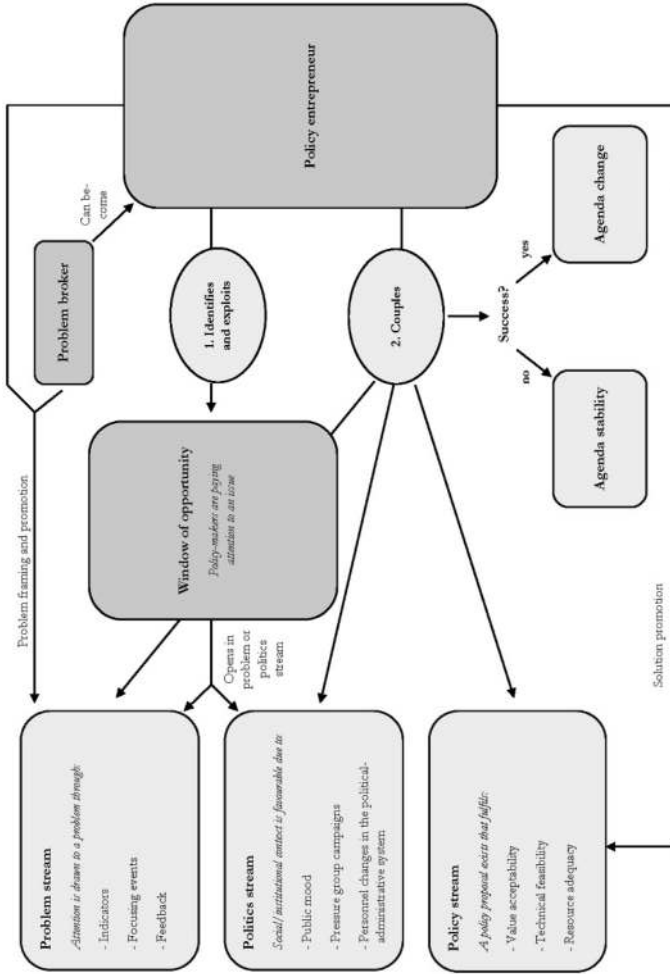 Problem stream
Attention is drawn to a problem through:
- Indicators
- Focusing events
- Feedback
Politics stream
Social/institutional context is favourable due to:
- Public mood
- Pressure group campaigns
- Personnel changes in the political-
administrative system
Policy stream
A policy proposal exists that fulfils:
- Value acceptability
- Technical feasibility
- Resource adequacy
Problem framing and promotion
Opens in
problem or
politics
stream
Window of opportunity
Policy-makers are paying
attention to an issue
Problem broker
Can be-
come
1. Identifies
and exploits
2. Couples
Policy entrepreneur
Success?
no
yes
Agenda stability
Agenda change
Solution promotion